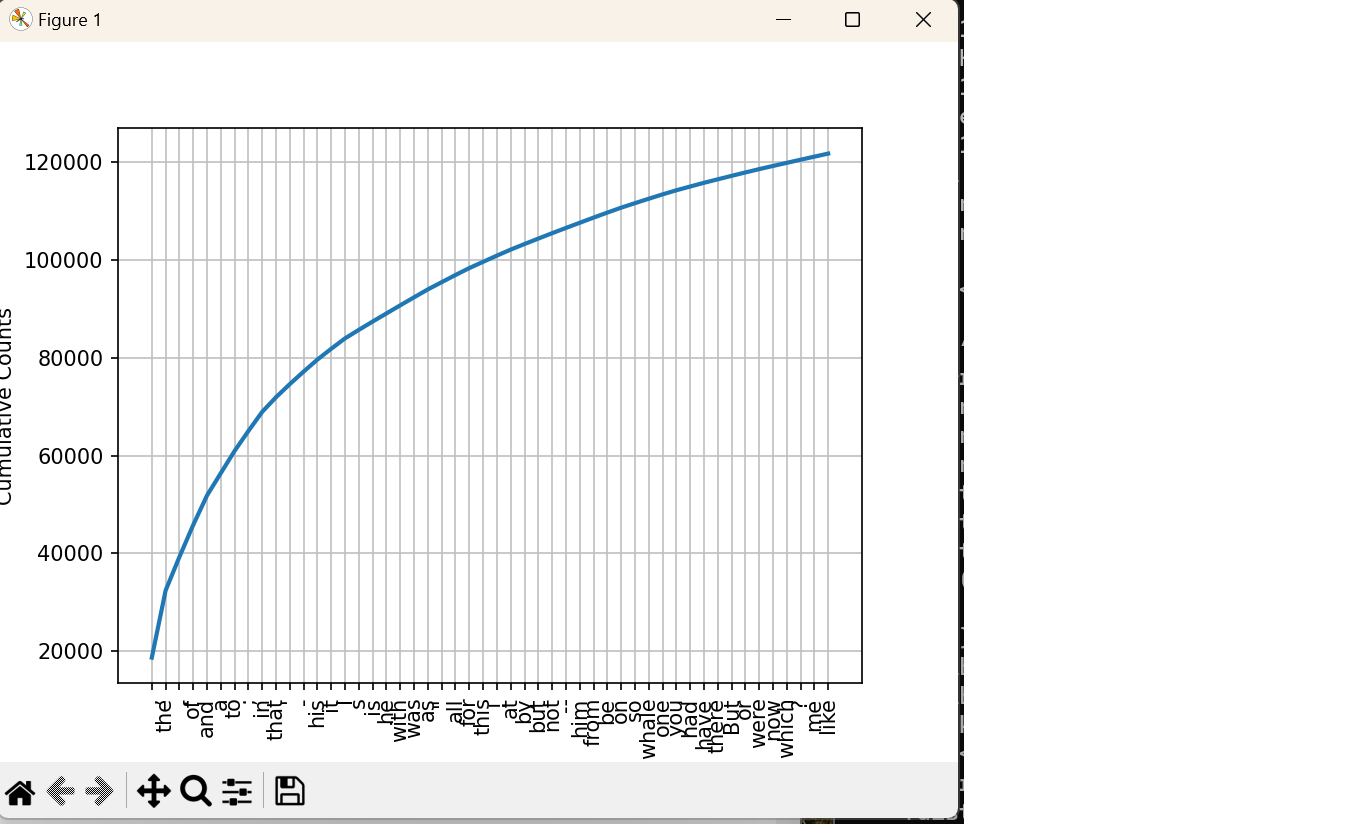 Figure 1
120000
100000
80000
60000
40000
20000
Cumulative Counts
the
of
and
a
to
;
in
that
'
-
his
it
I
s
is
he
with
was
as
"
all
for
this
!
at
by
but
not
--
him
from
be
on
so
whale
one
you
had
have
there
But
or
were
now
which
?
me
like